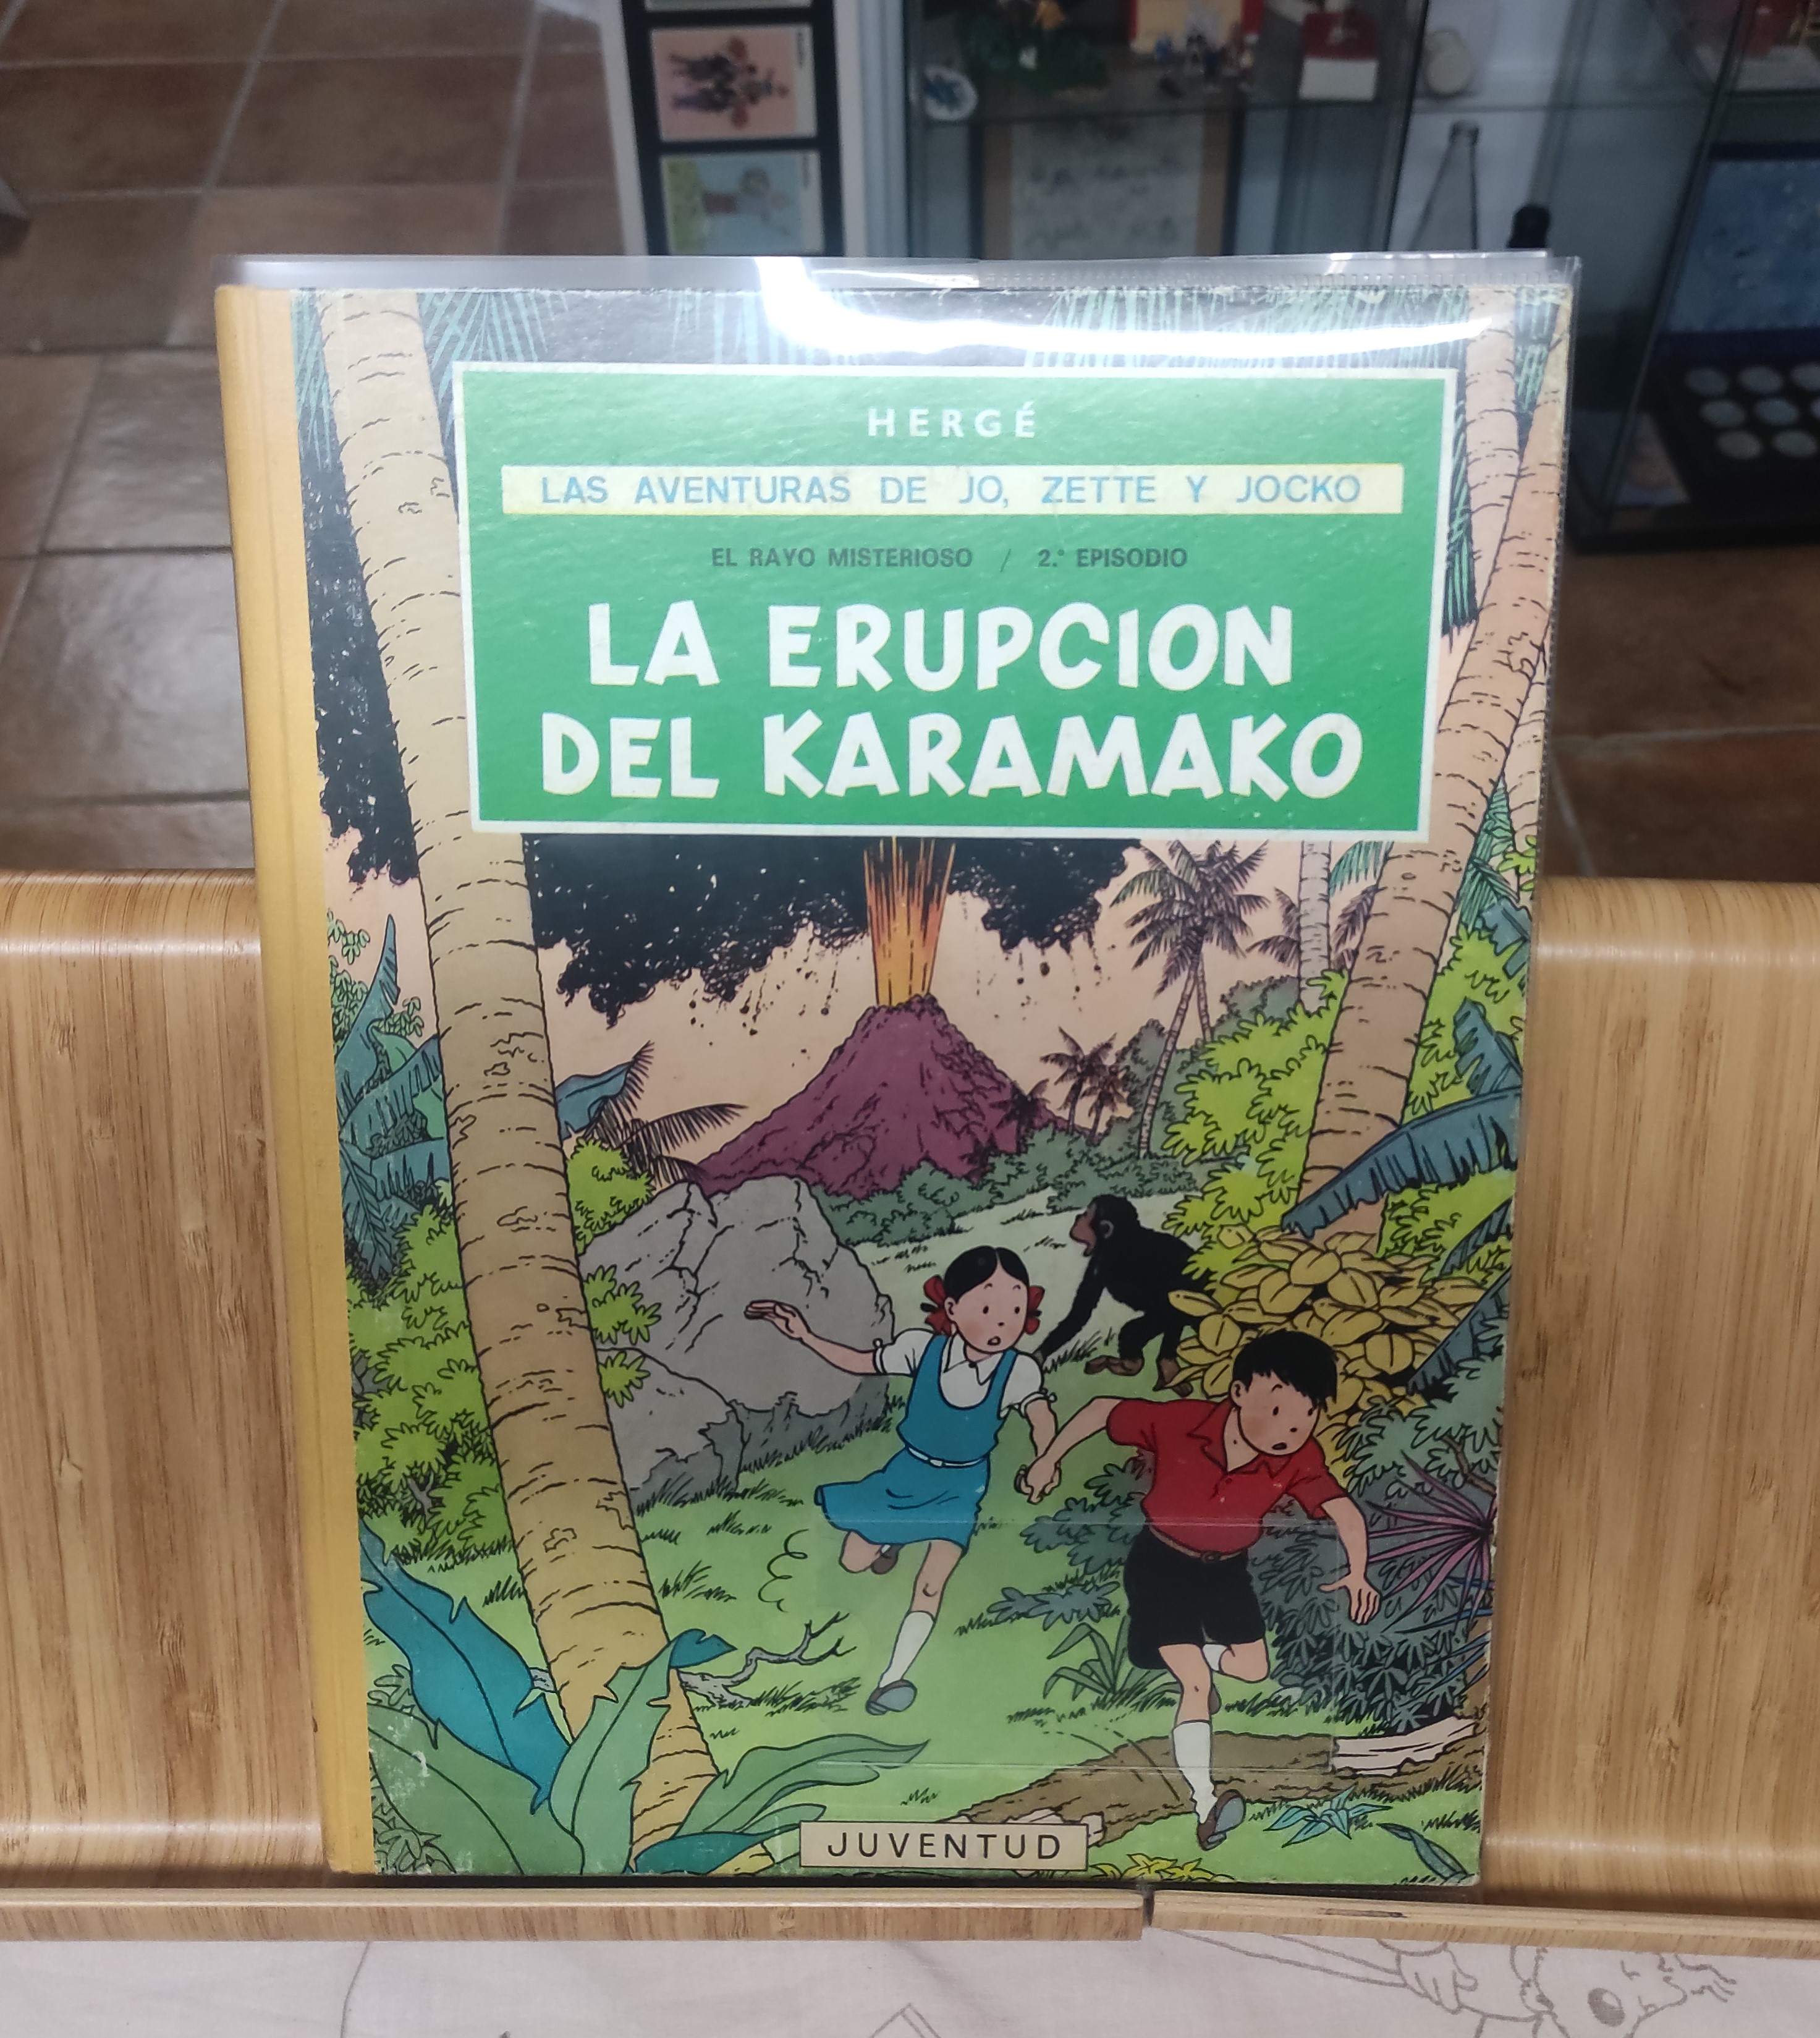 HERGÉ
LAS AVENTURAS DE JO, ZETTE Y JOCKO
EL RAYO MISTERIOSO / 2.º EPISODIO
LA ERUPCION
DEL KARAMAKO
JUVENTUD